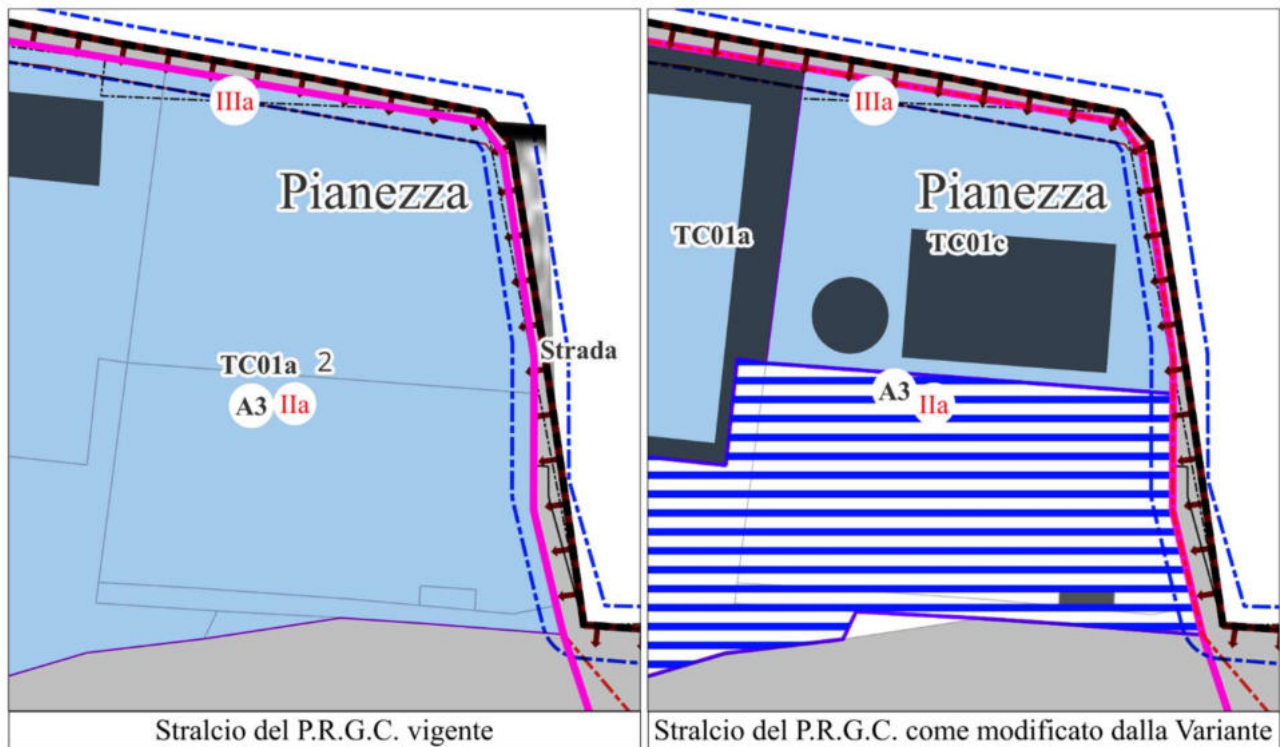 IIIa
Pianezza
Strada
TC01a 2
A3 IIa
Stralcio del P.R.G.C. vigente
IIIa
Pianezza
TC01a
TC01c
A3
IIa
Stralcio del P.R.G.C. come modificato dalla Variante